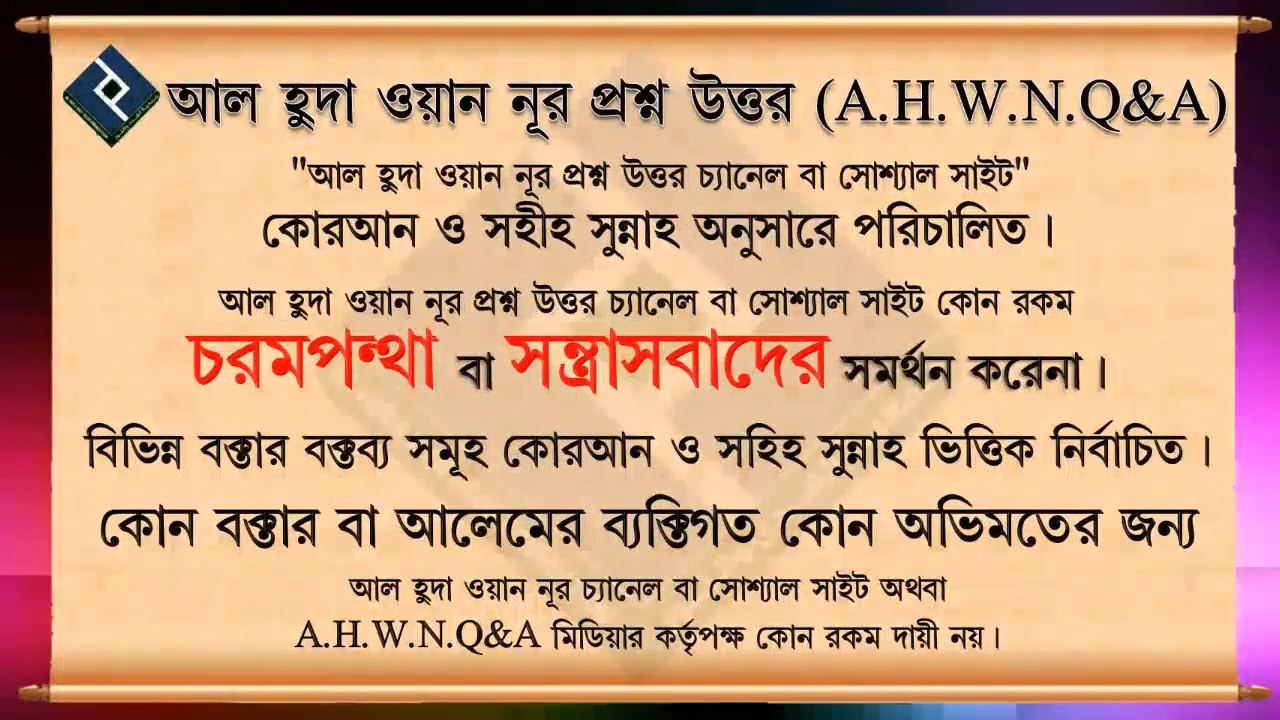 আল হুদা ওয়ান নূর প্রশ্ন উত্তর (A.H.W.N.Q&A)
"আল হুদা ওয়ান নূর প্রশ্ন উত্তর চ্যানেল বা সোশ্যাল সাইট"
কোরআন ও সহীহ সুন্নাহ অনুসারে পরিচালিত।
আল হুদা ওয়ান নূর প্রশ্ন উত্তর চ্যানেল বা সোশ্যাল সাইট কোন রকম
চরমপন্থা বা সন্ত্রাসবাদের সমর্থন করেনা।
বিভিন্ন বক্তার বক্তব্য সমূহ কোরআন ও সহিহ সুন্নাহ ভিত্তিক নির্বাচিত।
কোন বক্তার বা আলেমের ব্যক্তিগত কোন অভিমতের জন্য
আল হুদা ওয়ান নূর চ্যানেল বা সোশ্যাল সাইট অথবা
A.H.W.N.Q&A মিডিয়ার কর্তৃপক্ষ কোন রকম দায়ী নয়।